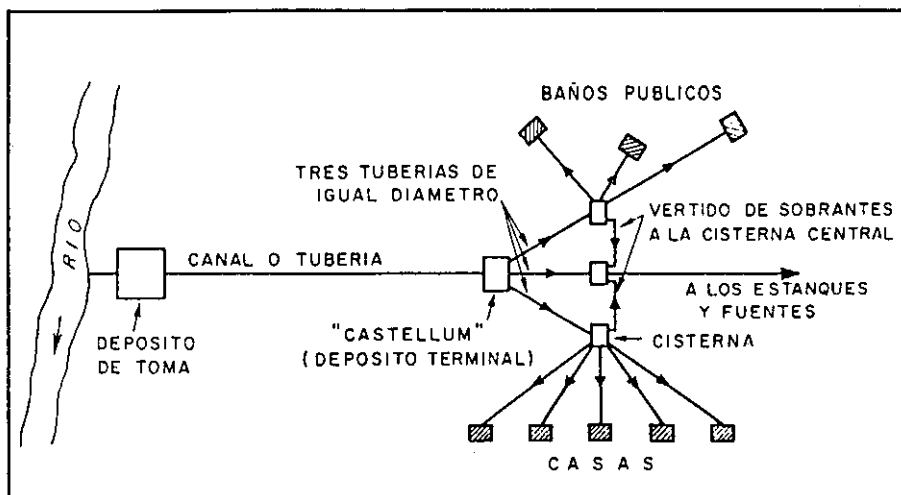 BAÑOS PUBLICOS
TRES TUBERIAS DE
IGUAL DIAMETRO
VERTIDO DE SOBRANTES
A LA CISTERNA CENTRAL
RIO
CANAL O TUBERIA
A LOS ESTANQUES
Y FUENTES
DEPOSITO
DE TOMA
"CASTELLUM"
(DEPOSITO TERMINAL)
CISTERNA
CASAS